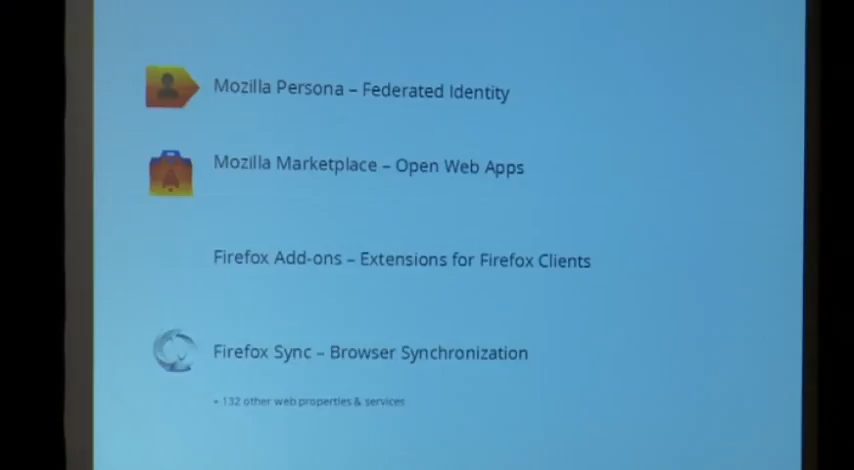 Mozilla Persona – Federated Identity
Mozilla Marketplace – Open Web Apps
Firefox Add-ons – Extensions for Firefox Clients
Firefox Sync – Browser Synchronization
+ 132 other web properties & services